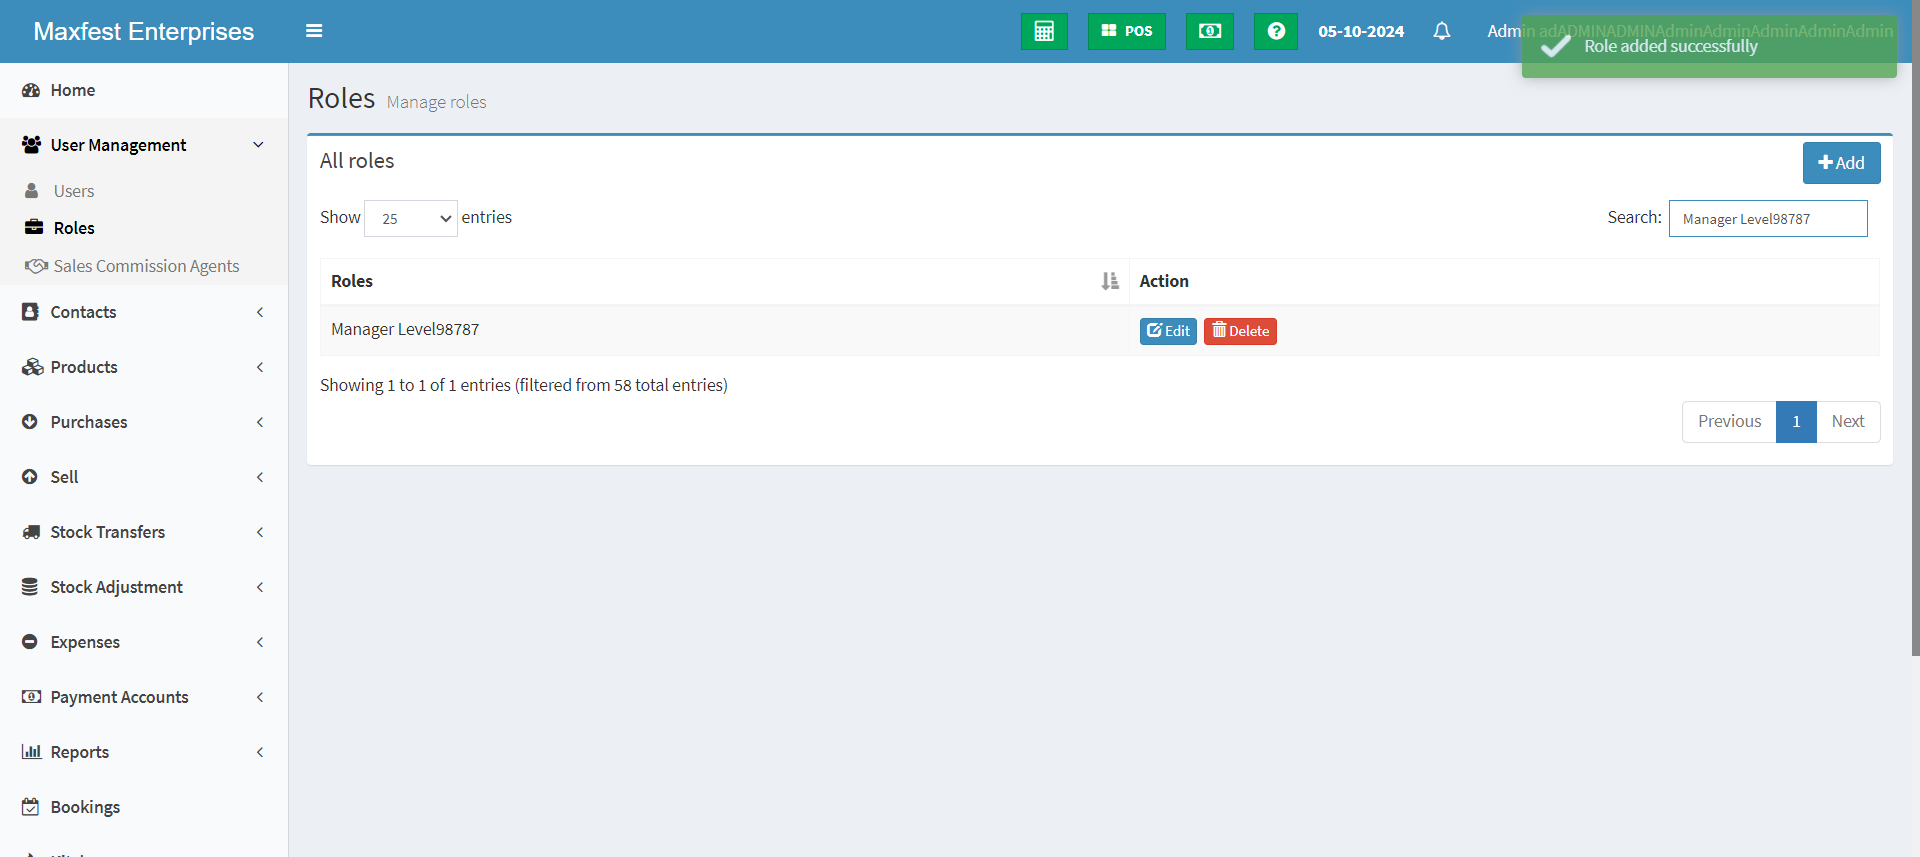 Maxfest Enterprises
POS
05-10-2024
Role added successfully
Home
User Management
Users
Roles
Sales Commission Agents
Contacts
Products
Purchases
Sell
Stock Transfers
Stock Adjustment
Expenses
Payment Accounts
Reports
Bookings
Roles Manage roles
All roles
Add
Show 25 entries
Search: Manager Level98787
Roles Action
Manager Level98787 Edit Delete
Showing 1 to 1 of 1 entries (filtered from 58 total entries)
Previous 1 Next